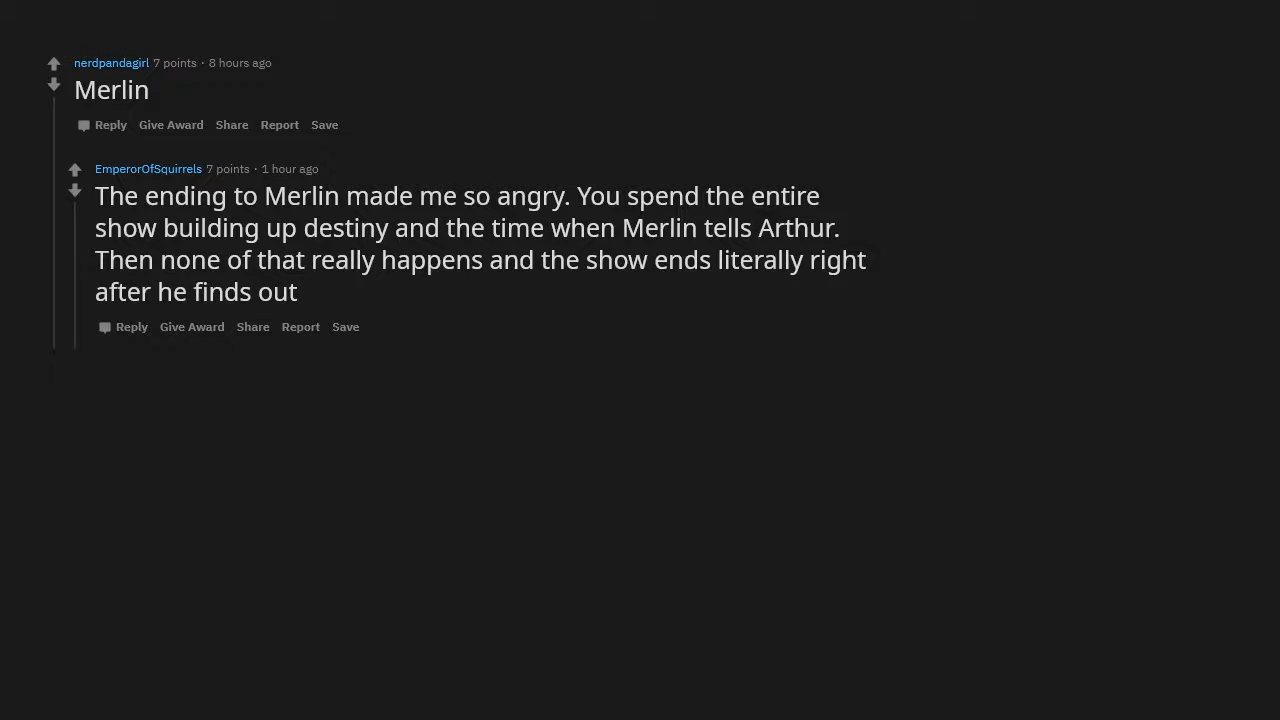 nerdpandagirl 7 points · 8 hours ago
Merlin
Reply Give Award Share Report Save
EmperorOfSquirrels 7 points · 1 hour ago
The ending to Merlin made me so angry. You spend the entire
show building up destiny and the time when Merlin tells Arthur.
Then none of that really happens and the show ends literally right
after he finds out
Reply Give Award Share Report Save